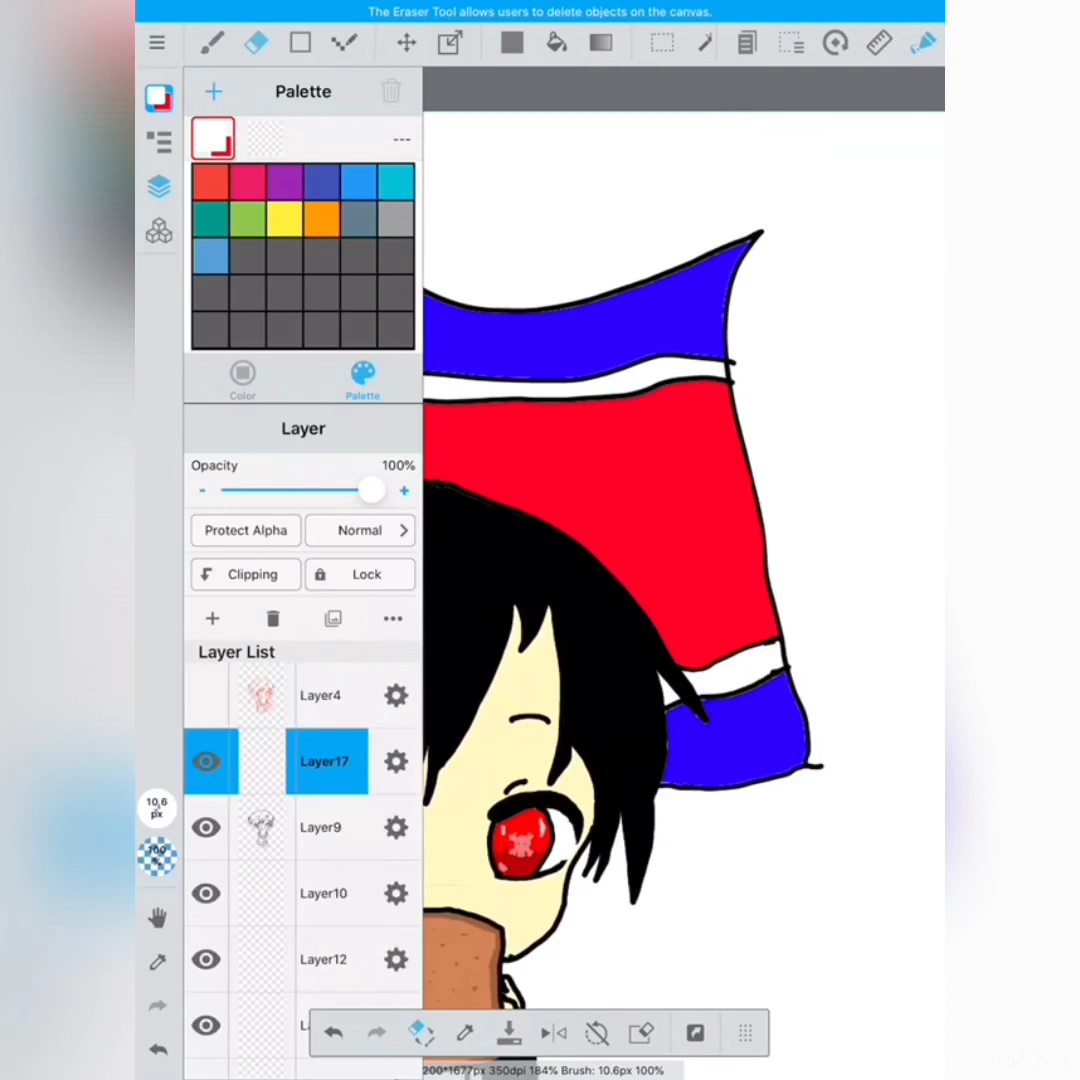 The Eraser Tool allows users to delete objects on the canvas.
Palette
---
Color
Palette
Layer
Opacity
100%
-
+
Protect Alpha
Normal
Clipping
Lock
Layer List
Layer4
Layer17
Layer9
Layer10
Layer12
10.6
px
100
%
200*1677px 350dpi 184% Brush: 10.6px 100%